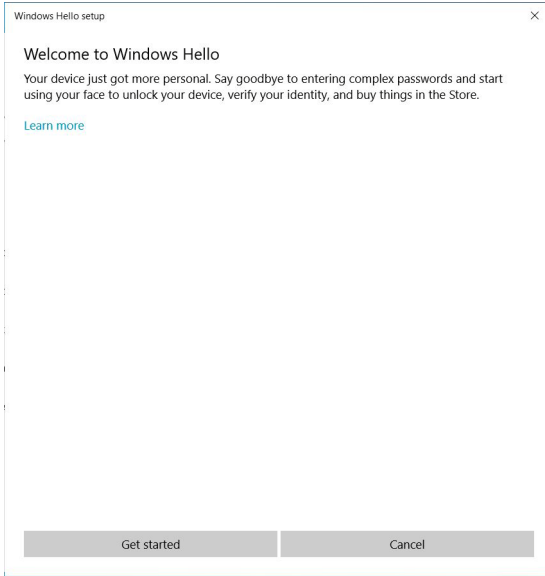 Windows Hello setup
Welcome to Windows Hello
Your device just got more personal. Say goodbye to entering complex passwords and start
using your face to unlock your device, verify your identity, and buy things in the Store.
Learn more
Get started
Cancel